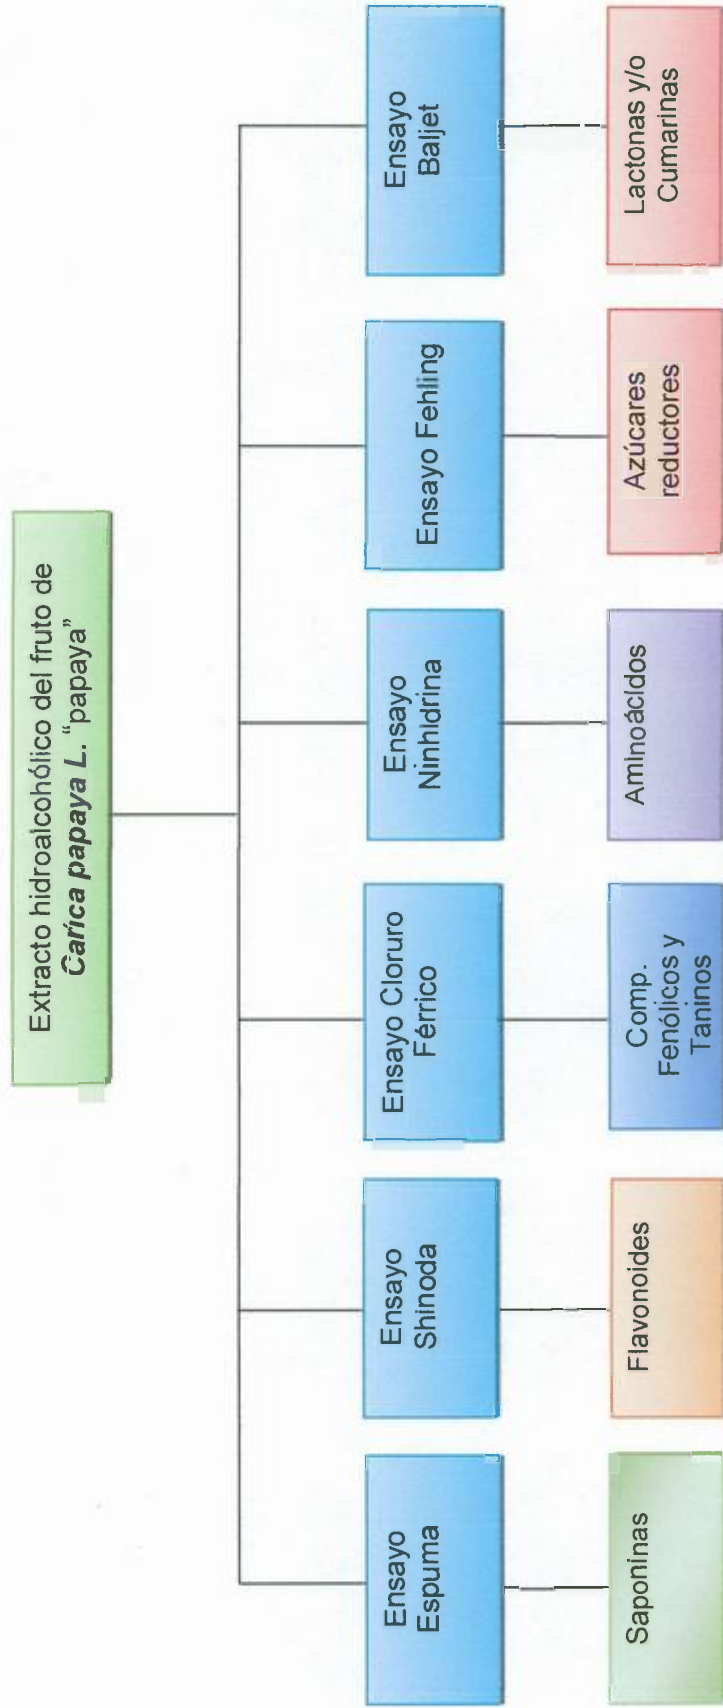 Extracto hidroalcohólico del fruto de
Carica papaya L. "papaya"
Ensayo
Espuma
Ensayo
Shinoda
Ensayo Cloruro
Férrico
Ensayo
Ninhidrina
Ensayo Fehling
Ensayo
Baljet
Saponinas
Flavonoides
Comp.
Fenólicos y
Taninos
Aminoácidos
Azúcares
reductores
Lactonas y/o
Cumarinas